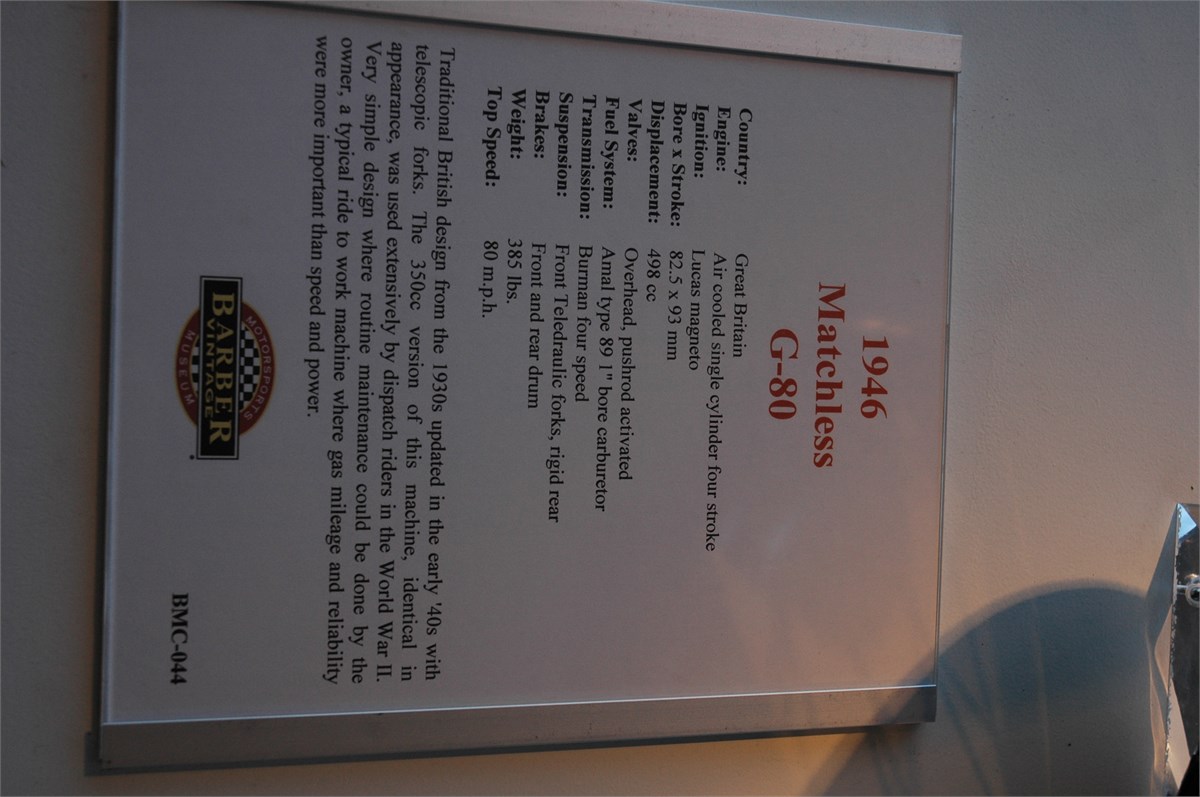 1946
Matchless
G-80
Country: Great Britain
Engine: Air cooled single cylinder four stroke
Ignition: Lucas magneto
Bore x Stroke: 82.5 x 93 mm
Displacement: 498 cc
Valves: Overhead, pushrod activated
Fuel System: Amal type 89 1" bore carburetor
Transmission: Burman four speed
Suspension: Front Teledraulic forks, rigid rear
Brakes: Front and rear drum
Weight: 385 lbs.
Top Speed: 80 m.p.h.
Traditional British design from the 1930s updated in the early '40s with
telescopic forks. The 350cc version of this machine, identical in
appearance, was used extensively by dispatch riders in the World War II.
Very simple design where routine maintenance could be done by the
owner, a typical ride to work machine where gas mileage and reliability
were more important than speed and power.
MOTORSPORTS
BARBER
VINTAGE
MUSEUM
BMC-044